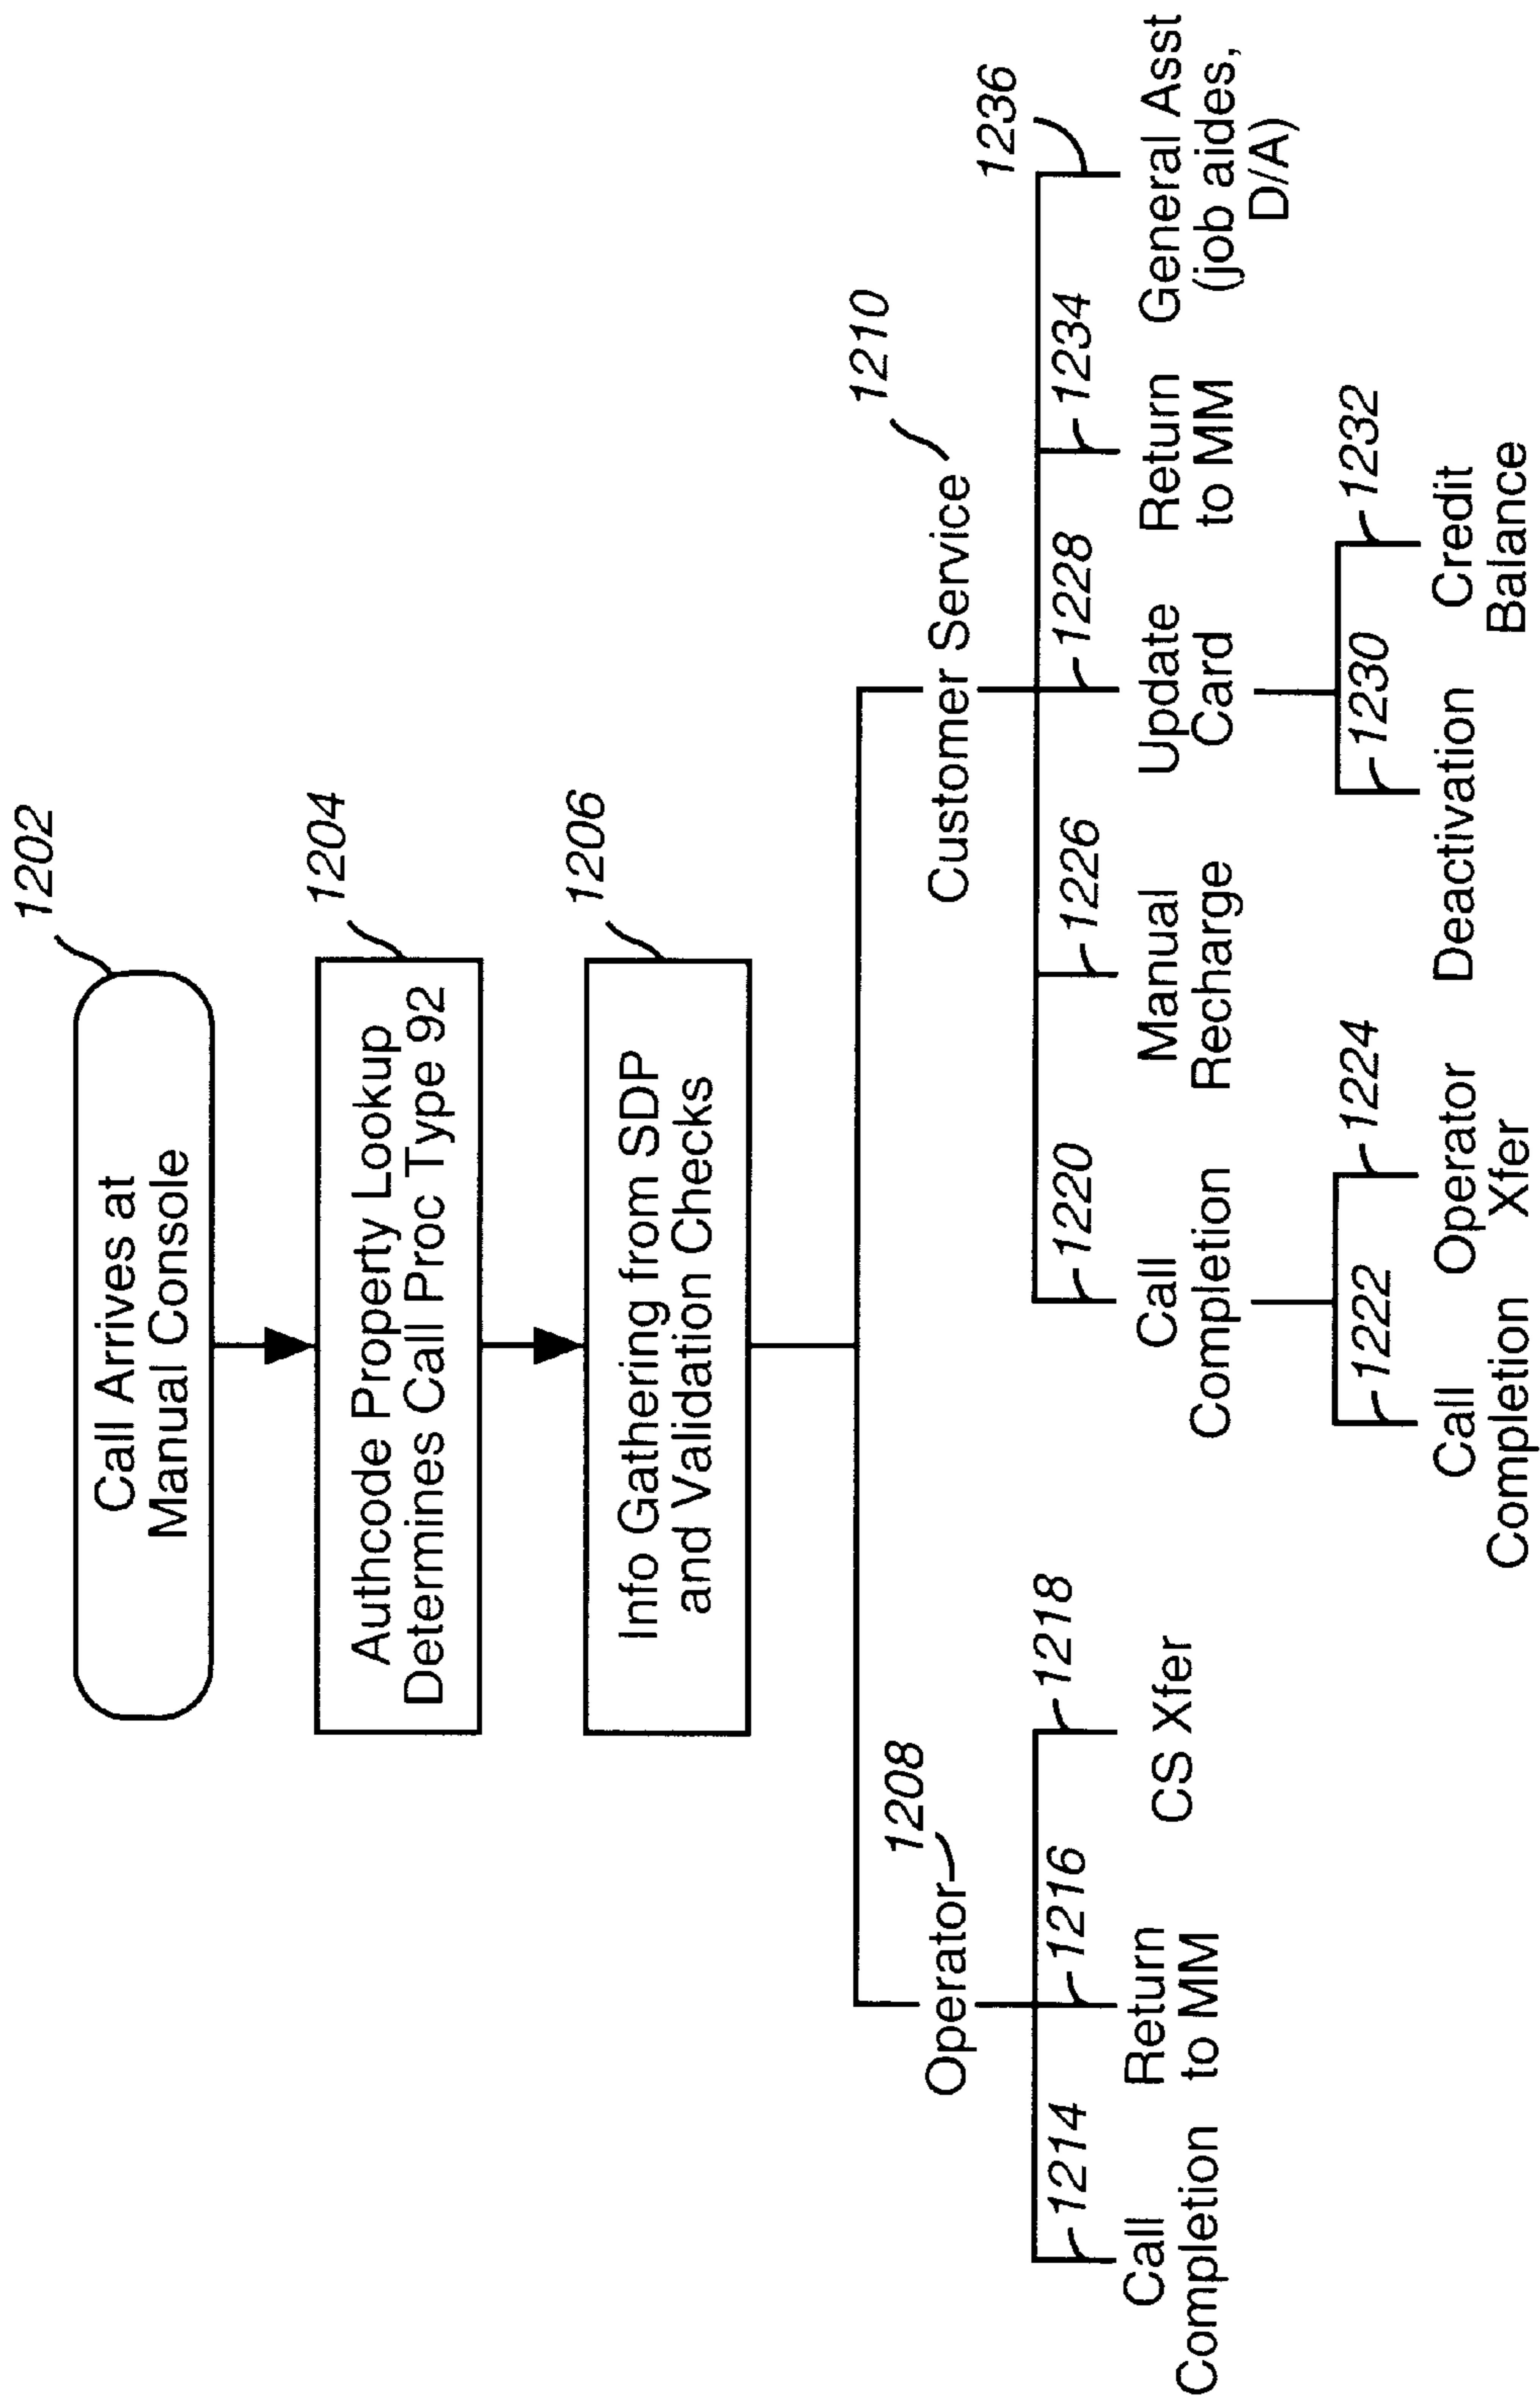 1202
Call Arrives at
Manual Console
1204
Authcode Property Lookup
Determines Call Proc Type 92
1206
Info Gathering from SDP
and Validation Checks
1208
Operator
1210
Customer Service
1214
Call
Completion
1216
Return
to MM
1218
CS Xfer
1220
Call
Completion
1226
Manual
Recharge
1228
Update
Card
1234
Return
to MM
1236
General Asst
(job aides,
D/A)
1222
Call
Completion
1224
Operator
Xfer
1230
Deactivation
1232
Credit
Balance